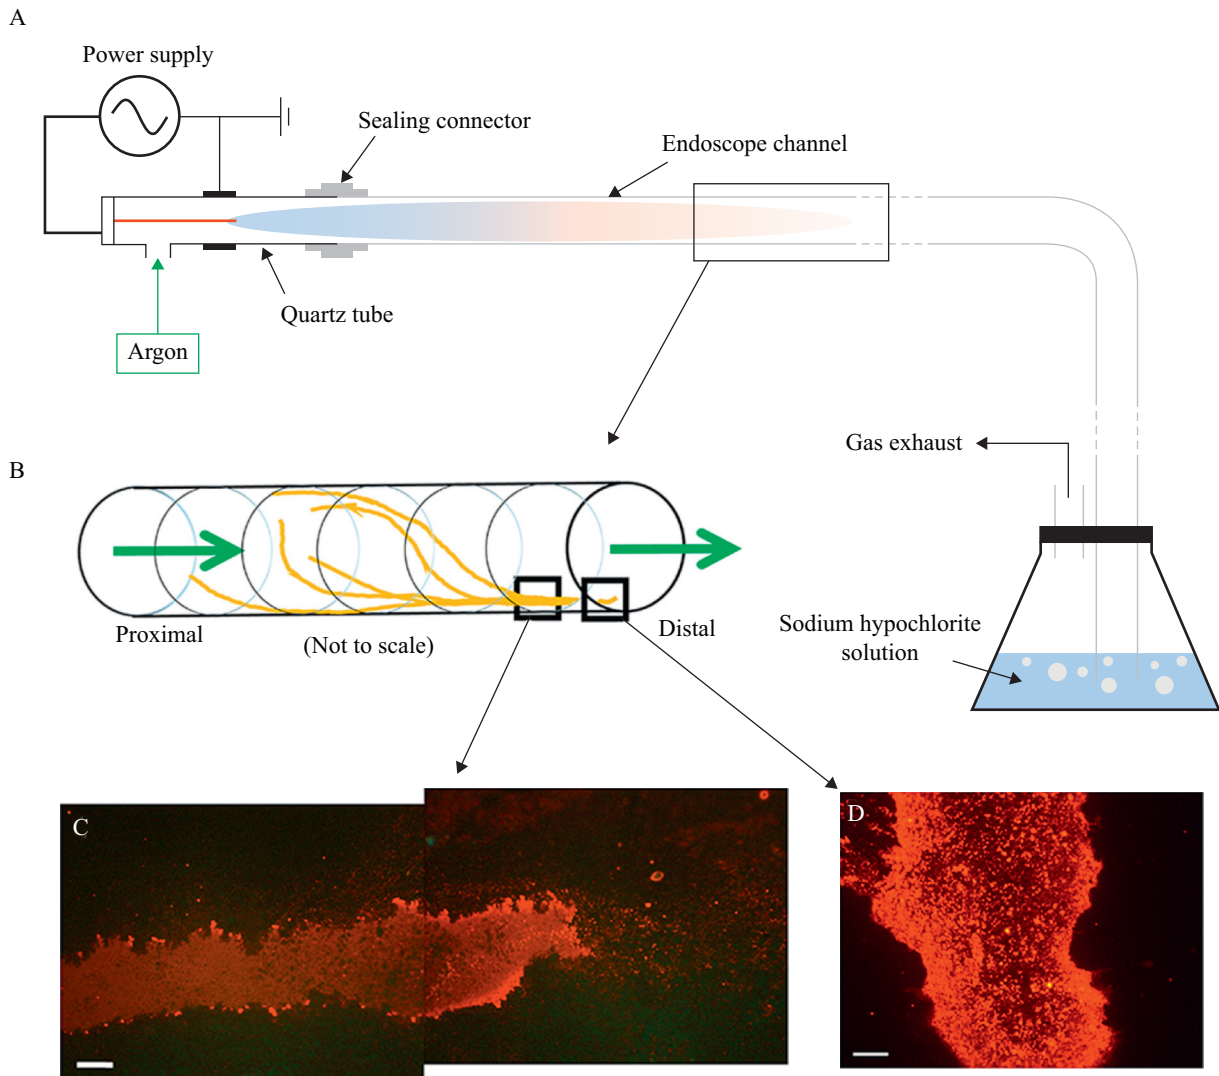 A
Power supply
Sealing connector
Endoscope channel
Quartz tube
Argon
Gas exhaust
B
Proximal
(Not to scale)
Distal
Sodium hypochlorite
solution
C
D